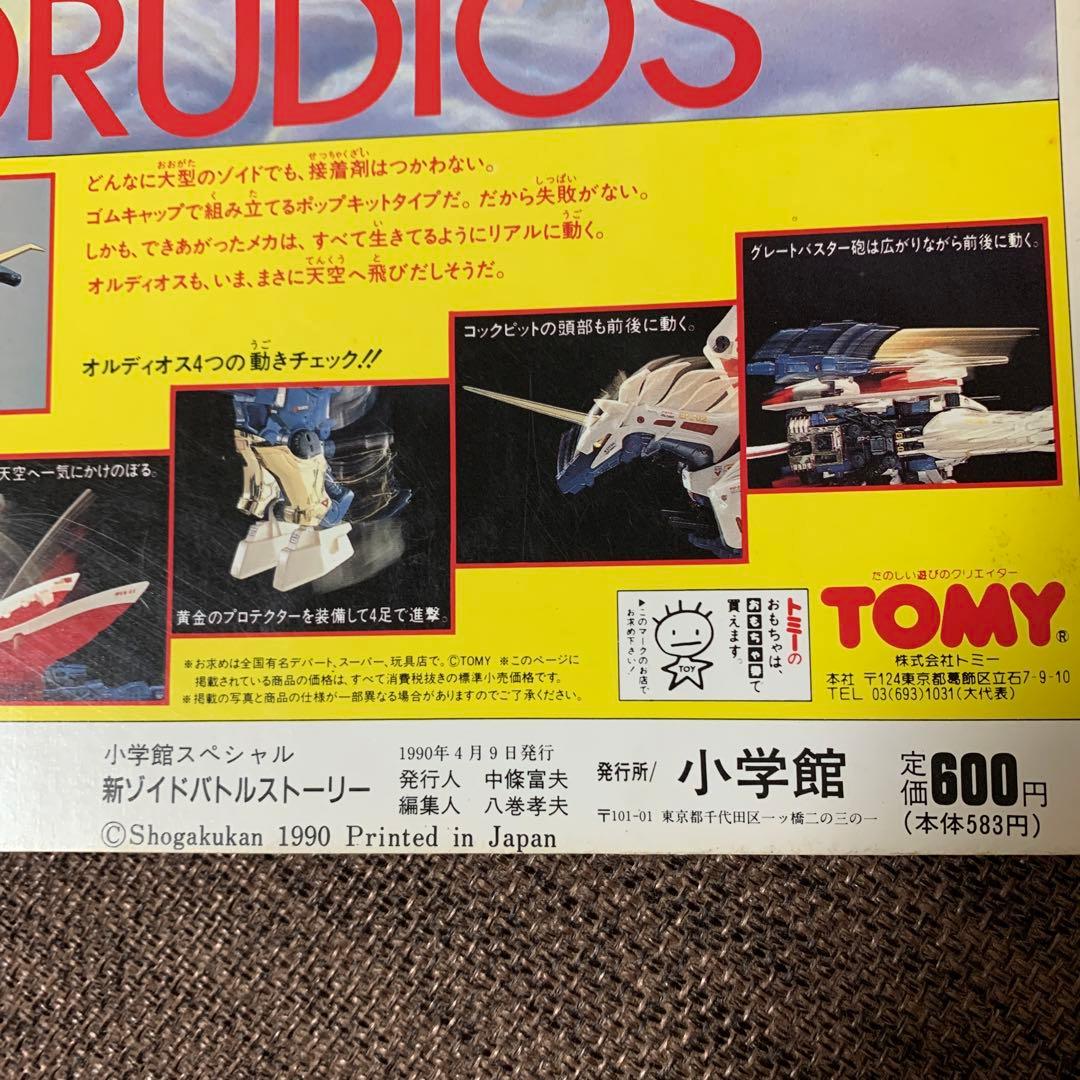 ORUDIOS
どんなに大型のゾイドでも、接着剤はつかわない。
ゴムキャップで組み立てるポップキットタイプだ。だから失敗がない。
しかも、できあがったメカは、すべて生きてるようにリアルに動く。
オルディオスも、いま、まさに天空へ飛びだしそうだ。
オルディオス4つの動きチェック!!
グレートバスター砲は広がりながら前後に動く。
コックピットの頭部も前後に動く。
天空へ一気にかけのぼる。
黄金のプロテクターを装備して4足で進撃。
※お求めは全国有名デパート、スーパー、玩具店で。©TOMY ※このページに
掲載されている商品の価格は、すべて消費税抜きの標準小売価格です。
※掲載の写真と商品の仕様が一部異なる場合がありますのでご了承ください。
▶このマークのお店で
お求め下さい!
TOY
トミーの
おもちゃは、
おもちゃ屋で
買えます。
たのしい遊びのクリエイター
TOMY®
株式会社トミー
本社 〒124東京都葛飾区立石7-9-10
TEL 03(693)1031(大代表)
小学館スペシャル
新ゾイドバトルストーリー
1990年4月9日発行
発行人 中條富夫
編集人 八巻孝夫
発行所/小学館
〒101-01 東京都千代田区一ッ橋二の三の一
定価600円
(本体583円)
©Shogakukan 1990 Printed in Japan